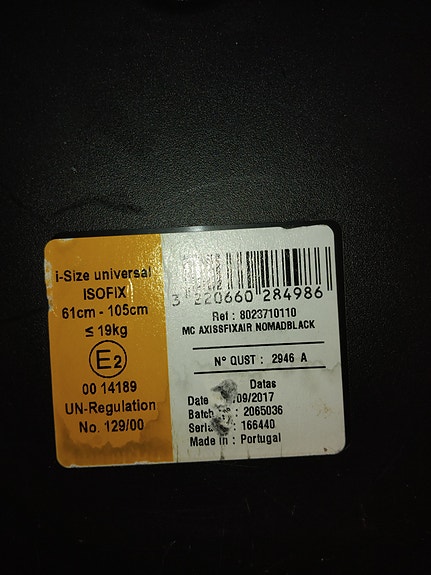 i-Size universal
ISOFIX
61cm - 105cm
≤ 19kg
E2
00 14189
UN-Regulation
No. 129/00
3 220660 284986
Ref : 8023710110
MC AXISSFIXAIR NOMADBLACK
N° QUST : 2946 A
Datas
Date 09/2017
Batch : 2065036
: 166440
Made in : Portugal